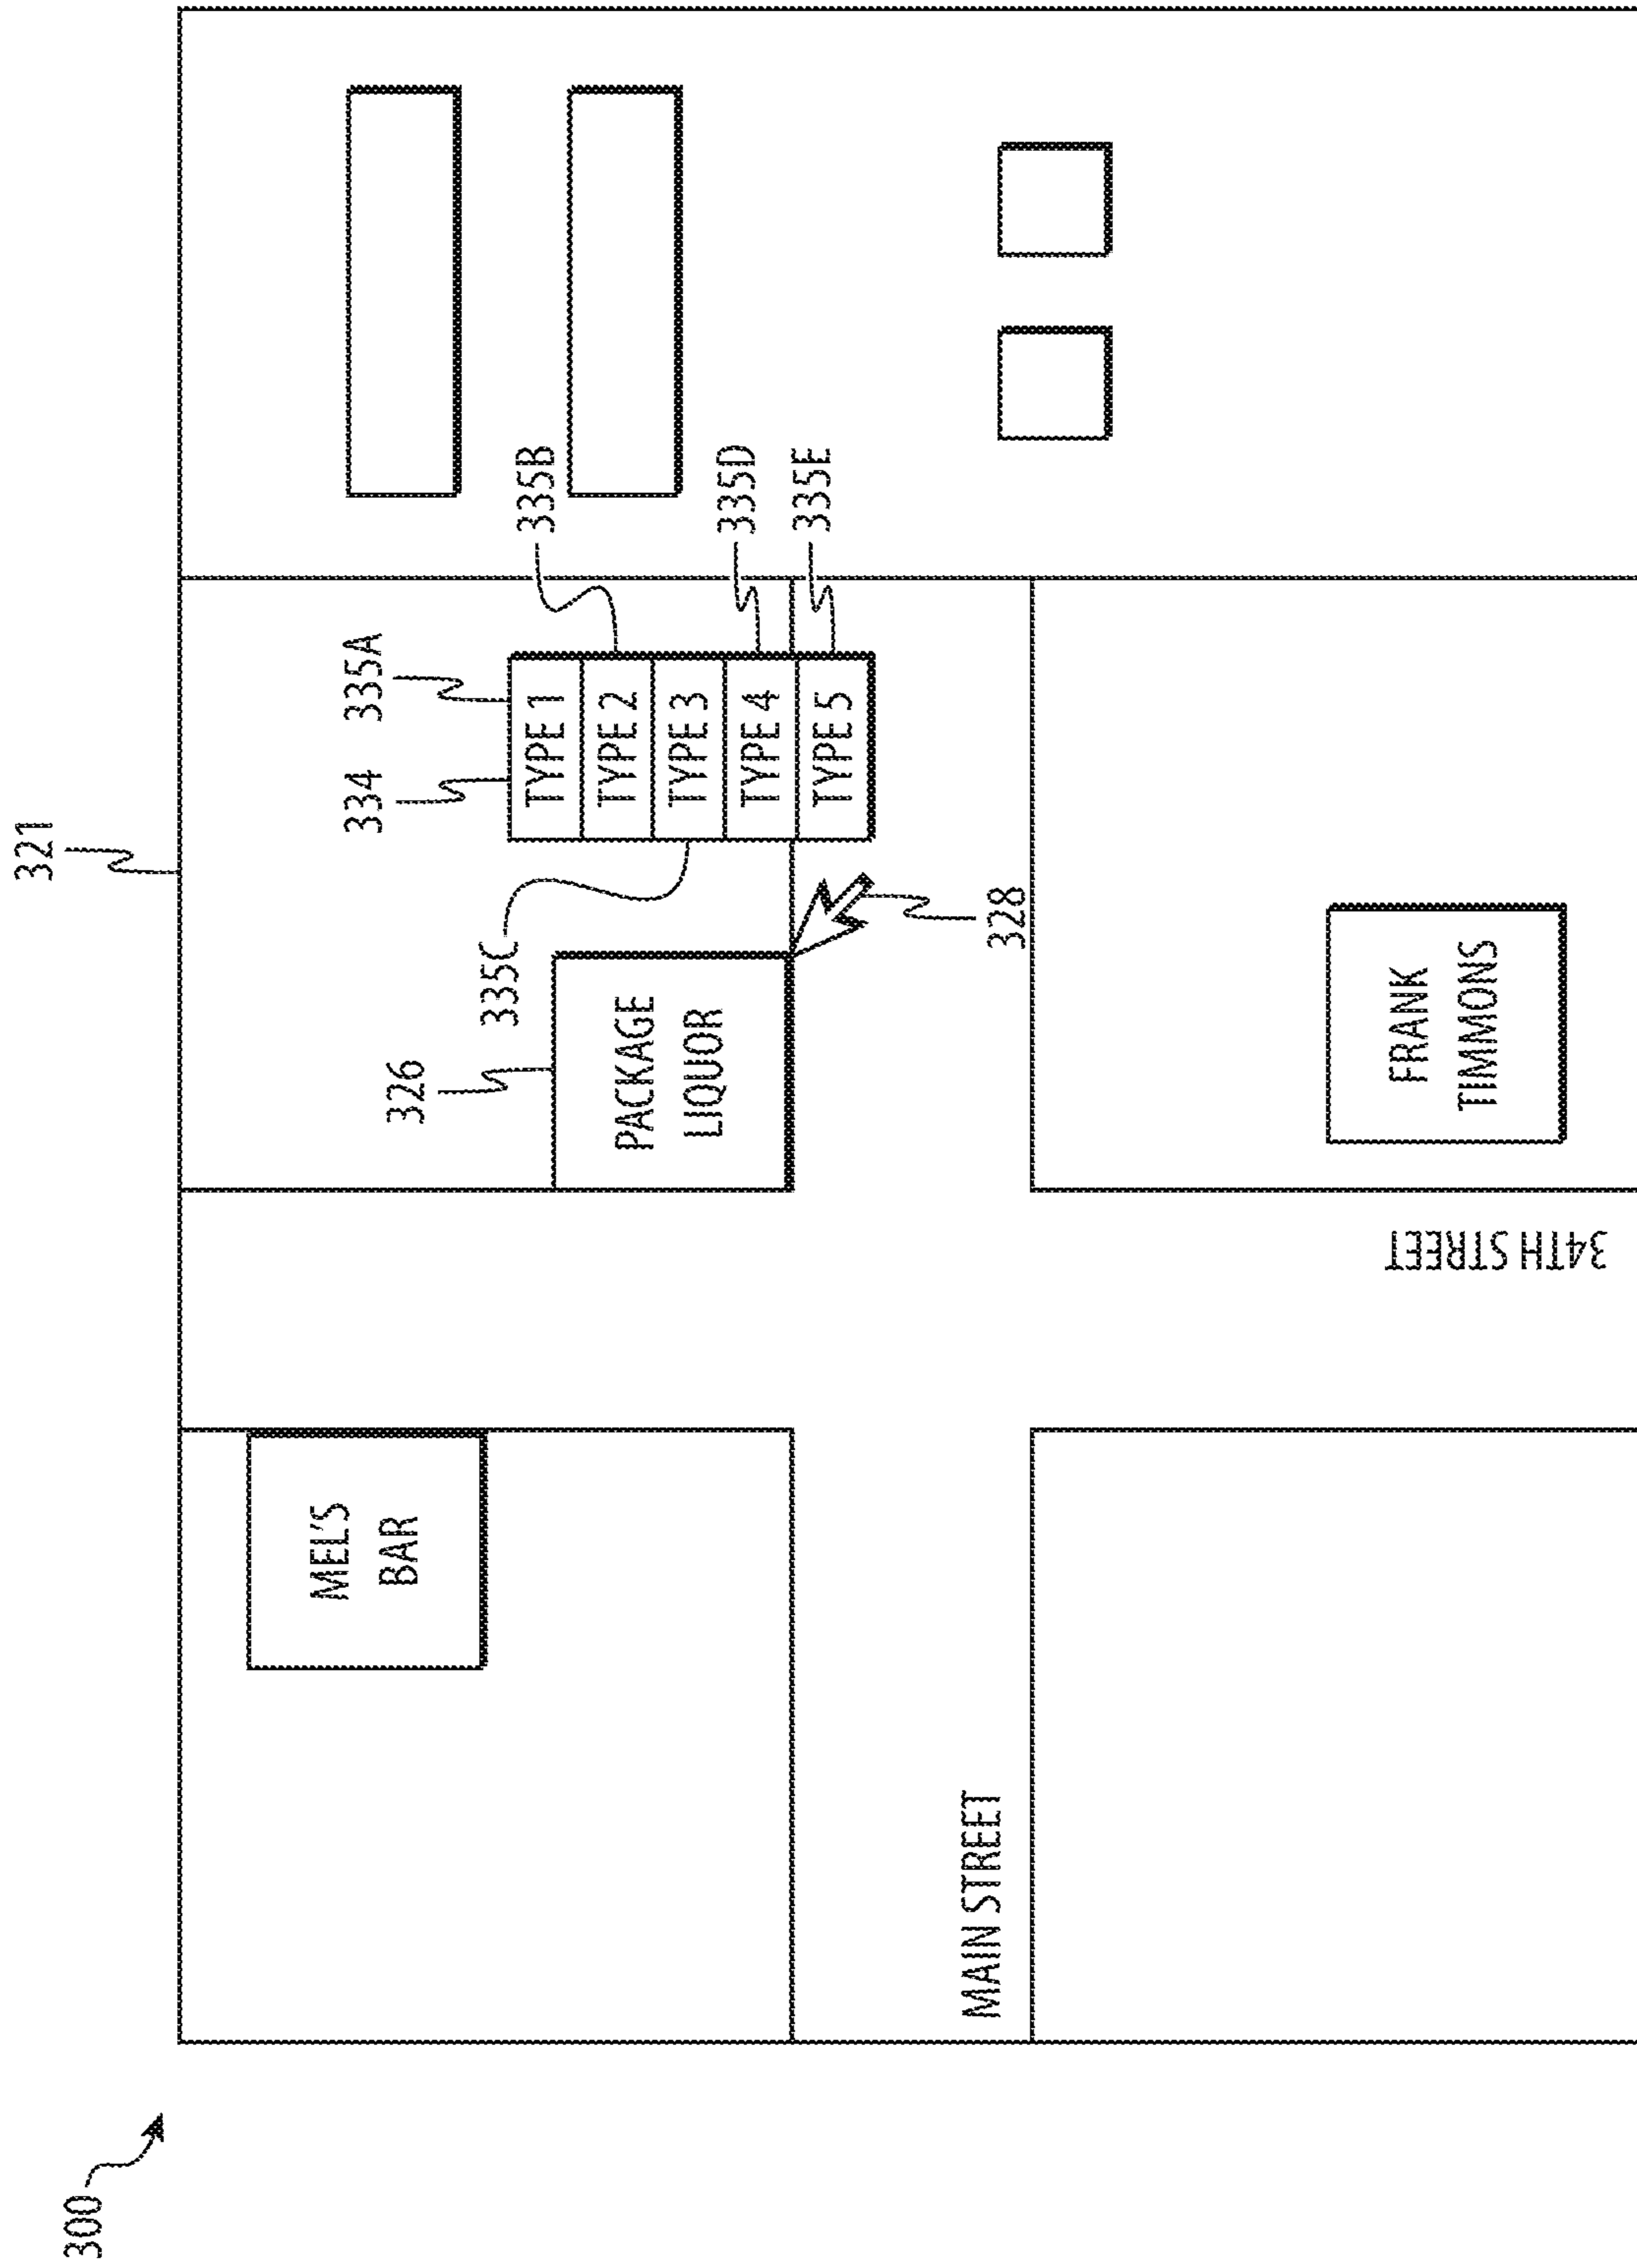 300
321
MEL'S
BAR
326
PACKAGE
LIQUOR
334
335A
TYPE 1
TYPE 2
TYPE 3
TYPE 4
TYPE 5
335B
335C
335D
335E
328
MAIN STREET
34TH STREET
FRANK
TIMMONS